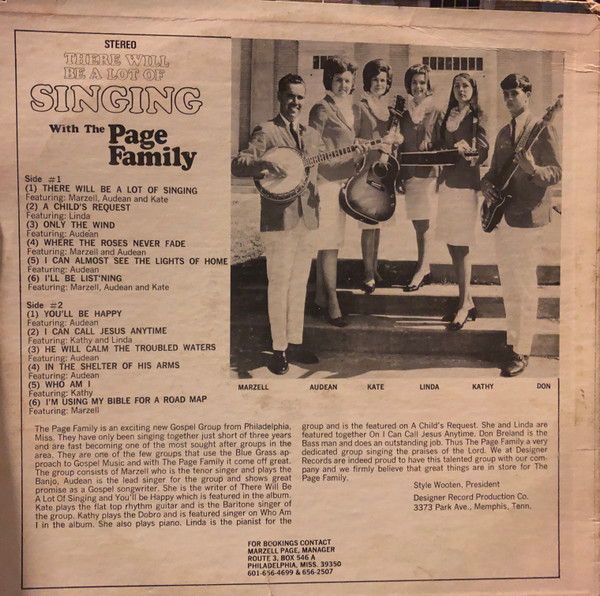 STEREO
THERE WILL
BE A LOT OF
SINGING
With The Page
Family
Side #1
(1) THERE WILL BE A LOT OF SINGING
Featuring: Marzell, Audean and Kate
(2) A CHILD'S REQUEST
Featuring: Linda
(3) ONLY THE WIND
Featuring: Audean
(4) WHERE THE ROSES NEVER FADE
Featuring: Marzell and Audean
(5) I CAN ALMOST SEE THE LIGHTS OF HOME
Featuring: Audean
(6) I'LL BE LIST'NING
Featuring: Marzell, Audean and Kate
Side #2
(1) YOU'LL BE HAPPY
Featuring: Audean
(2) I CAN CALL JESUS ANYTIME
Featuring: Kathy and Linda
(3) HE WILL CALM THE TROUBLED WATERS
Featuring: Audean
(4) IN THE SHELTER OF HIS ARMS
Featuring: Audean
(5) WHO AM I
Featuring: Kathy
(6) I'M USING MY BIBLE FOR A ROAD MAP
Featuring: Marzell
MARZELL AUDEAN KATE LINDA KATHY DON
The Page Family is an exciting new Gospel Group from Philadelphia,
Miss. They have only been singing together just short of three years
and are fast becoming one of the most sought after groups in the
area. They are one of the few groups that use the Blue Grass ap-
proach to Gospel Music and with The Page Family it come off great.
The group consists of Marzell who is the tenor singer and plays the
Banjo, Audean is the lead singer for the group and shows great
promise as a Gospel songwriter. She is the writer of There Will Be
A Lot Of Singing and You'll be Happy which is featured in the album.
Kate plays the flat top rhythm guitar and is the Baritone singer of
the group. Kathy plays the Dobro and is featured singer on Who Am
I in the album. She also plays piano. Linda is the pianist for the
group and is the featured on A Child's Request. She and Linda are
featured together On I Can Call Jesus Anytime. Don Breland is the
Bass man and does an outstanding job. Thus The Page Family a very
dedicated group singing the praises of the Lord. We at Designer
Records are indeed proud to have this talented group with our com-
pany and we firmly believe that great things are in store for The
Page Family.
Style Wooten, President
Designer Record Production Co.
3373 Park Ave., Memphis, Tenn.
FOR BOOKINGS CONTACT
MARZELL PAGE, MANAGER
ROUTE 3, BOX 546 A
PHILADELPHIA, MISS. 39350
601-656-4699 & 656-2507